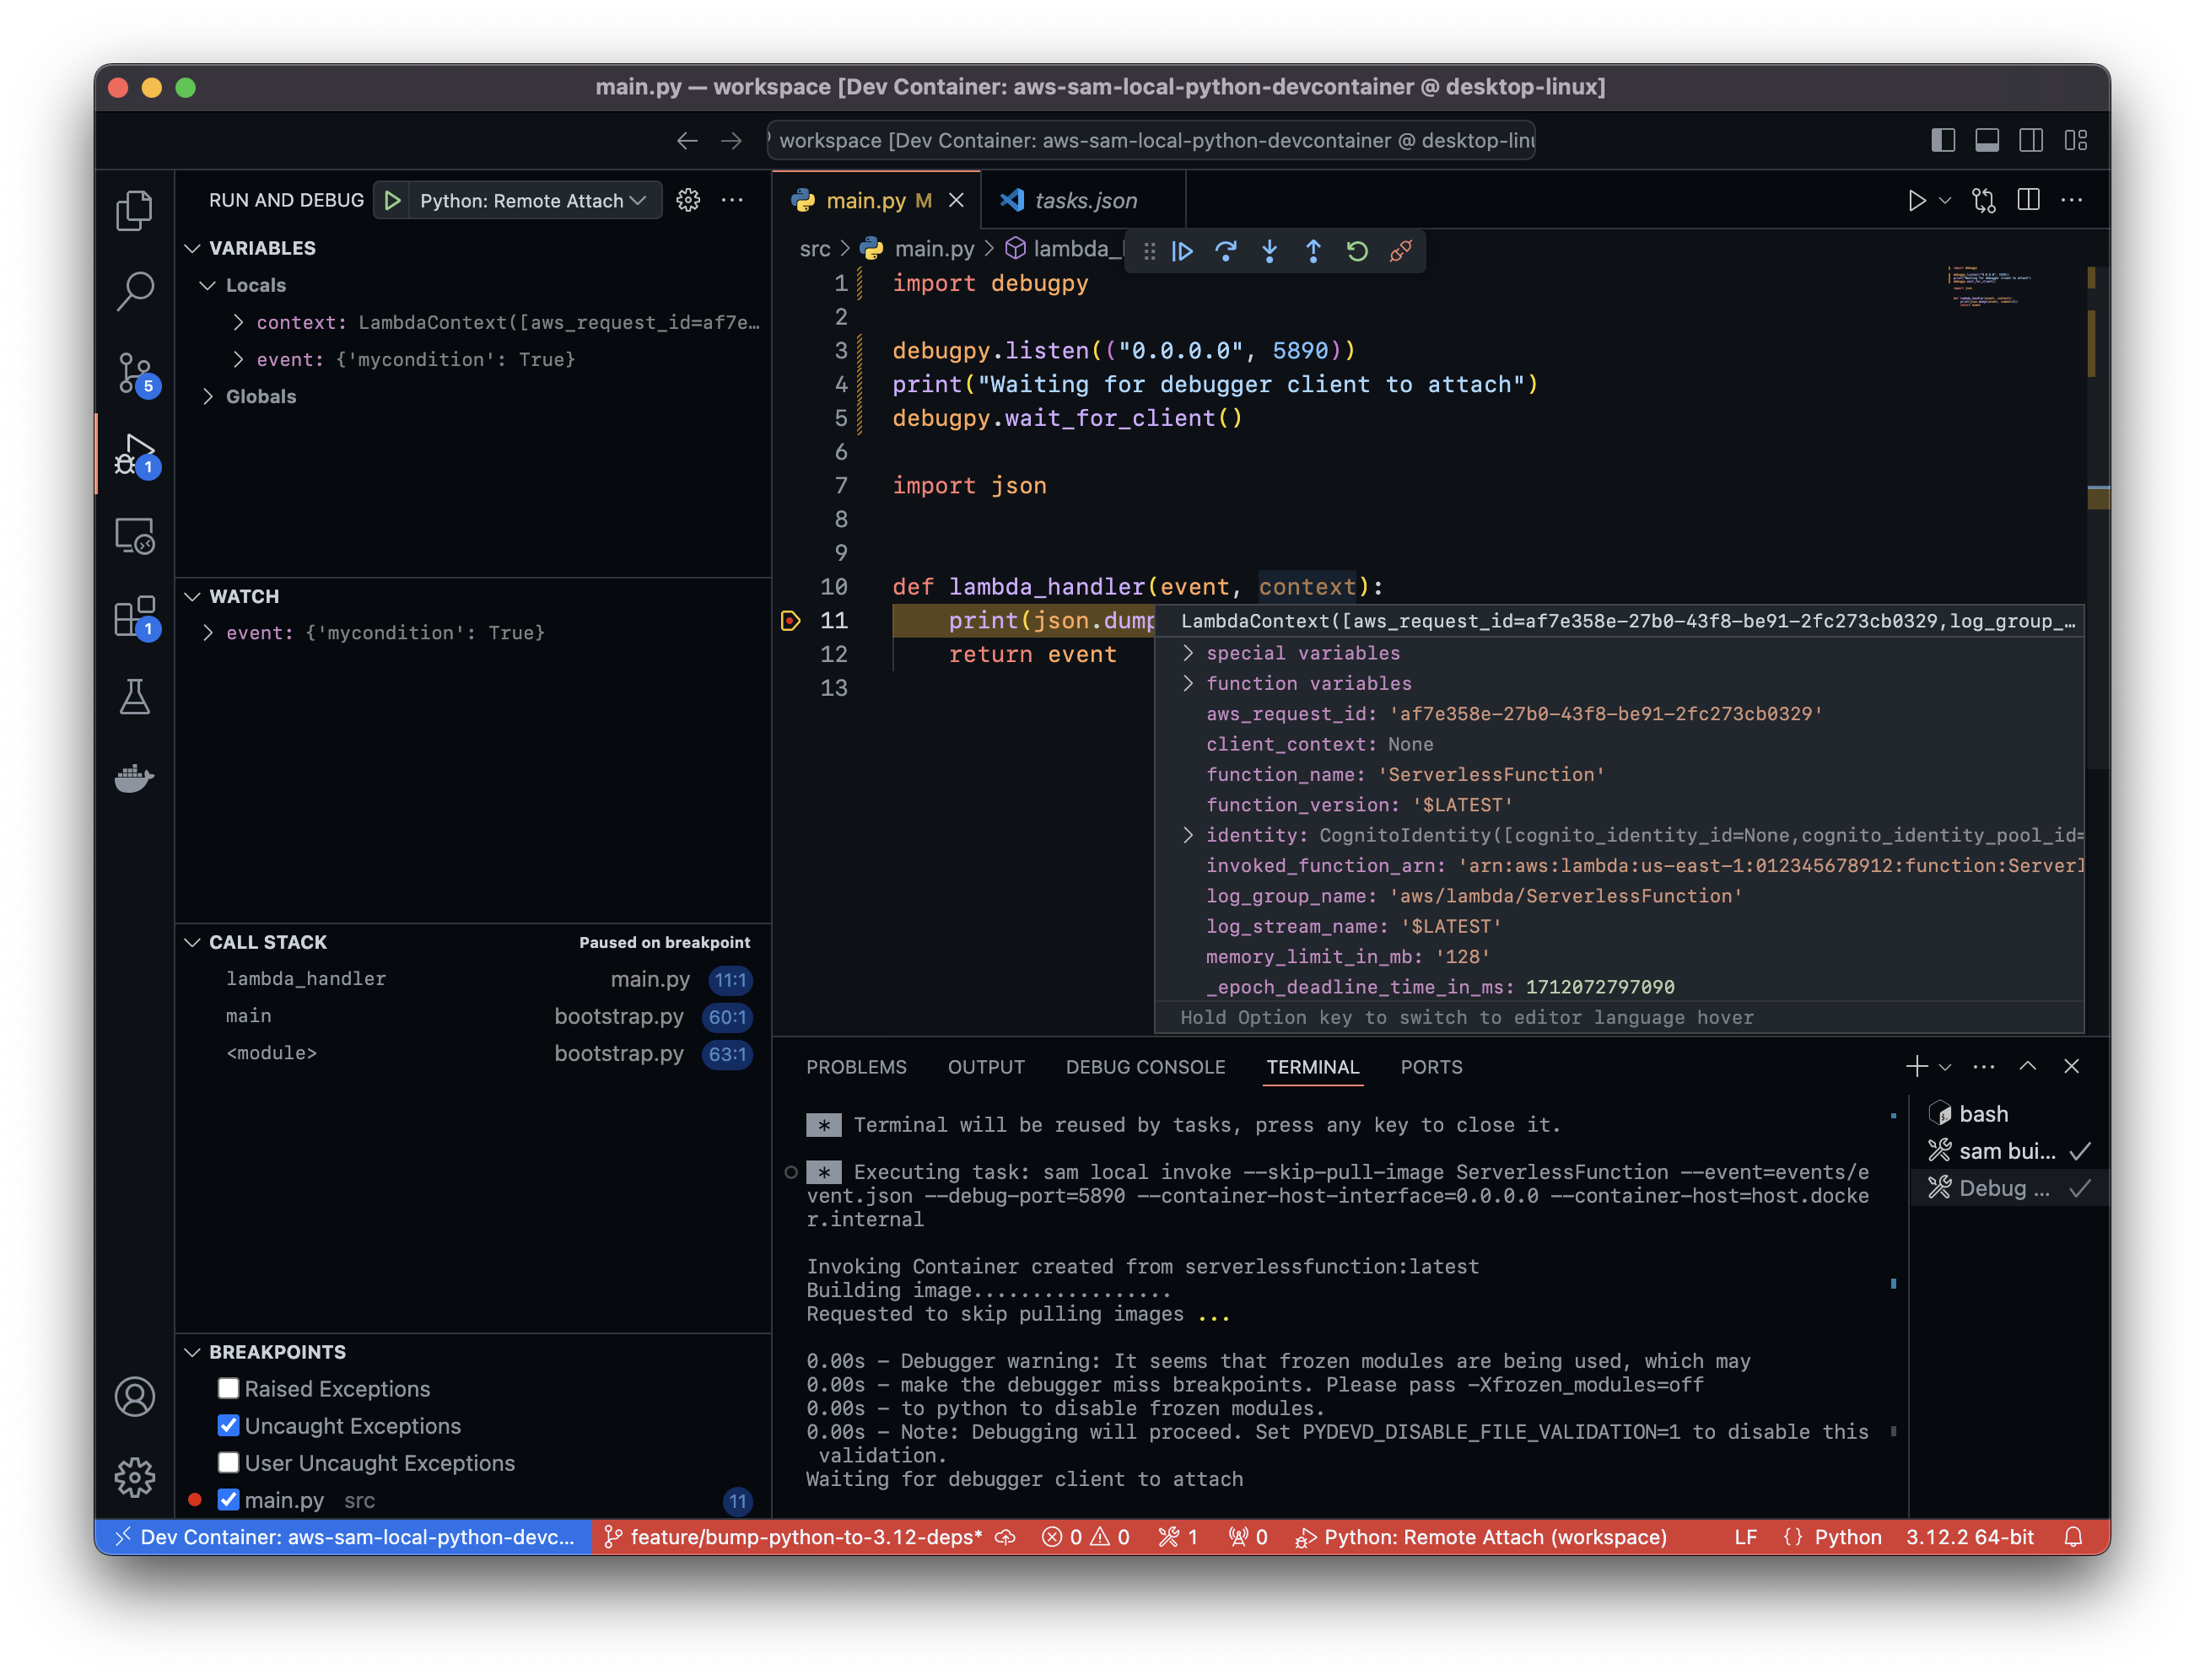 main.py — workspace [Dev Container: aws-sam-local-python-devcontainer @ desktop-linux]
workspace [Dev Container: aws-sam-local-python-devcontainer @ desktop-linu
RUN AND DEBUG
Python: Remote Attach
VARIABLES
Locals
context: LambdaContext([aws_request_id=af7e…
event: {'mycondition': True}
Globals
5
1
1
WATCH
event: {'mycondition': True}
CALL STACK
Paused on breakpoint
lambda_handler main.py 11:1
main bootstrap.py 60:1
<module> bootstrap.py 63:1
BREAKPOINTS
Raised Exceptions
Uncaught Exceptions
User Uncaught Exceptions
main.py src 11
main.py M
tasks.json
src > main.py > lambda_
1 import debugpy
2
3 debugpy.listen(("0.0.0.0", 5890))
4 print("Waiting for debugger client to attach")
5 debugpy.wait_for_client()
6
7 import json
8
9
10 def lambda_handler(event, context):
11 print(json.dump
12 return event
13
LambdaContext([aws_request_id=af7e358e-27b0-43f8-be91-2fc273cb0329,log_group_…
special variables
function variables
aws_request_id: 'af7e358e-27b0-43f8-be91-2fc273cb0329'
client_context: None
function_name: 'ServerlessFunction'
function_version: '$LATEST'
identity: CognitoIdentity([cognito_identity_id=None,cognito_identity_pool_id=
invoked_function_arn: 'arn:aws:lambda:us-east-1:012345678912:function:Serverl
log_group_name: 'aws/lambda/ServerlessFunction'
log_stream_name: '$LATEST'
memory_limit_in_mb: '128'
_epoch_deadline_time_in_ms: 1712072797090
Hold Option key to switch to editor language hover
PROBLEMS OUTPUT DEBUG CONSOLE TERMINAL PORTS
* Terminal will be reused by tasks, press any key to close it.
* Executing task: sam local invoke --skip-pull-image ServerlessFunction --event=events/e
vent.json --debug-port=5890 --container-host-interface=0.0.0.0 --container-host=host.docke
r.internal
Invoking Container created from serverlessfunction:latest
Building image.................
Requested to skip pulling images ...
0.00s - Debugger warning: It seems that frozen modules are being used, which may
0.00s - make the debugger miss breakpoints. Please pass -Xfrozen_modules=off
0.00s - to python to disable frozen modules.
0.00s - Note: Debugging will proceed. Set PYDEVD_DISABLE_FILE_VALIDATION=1 to disable this
validation.
Waiting for debugger client to attach
bash
sam bui...
Debug ...
Dev Container: aws-sam-local-python-devc... feature/bump-python-to-3.12-deps* 0 0 1 0 Python: Remote Attach (workspace) LF {} Python 3.12.2 64-bit